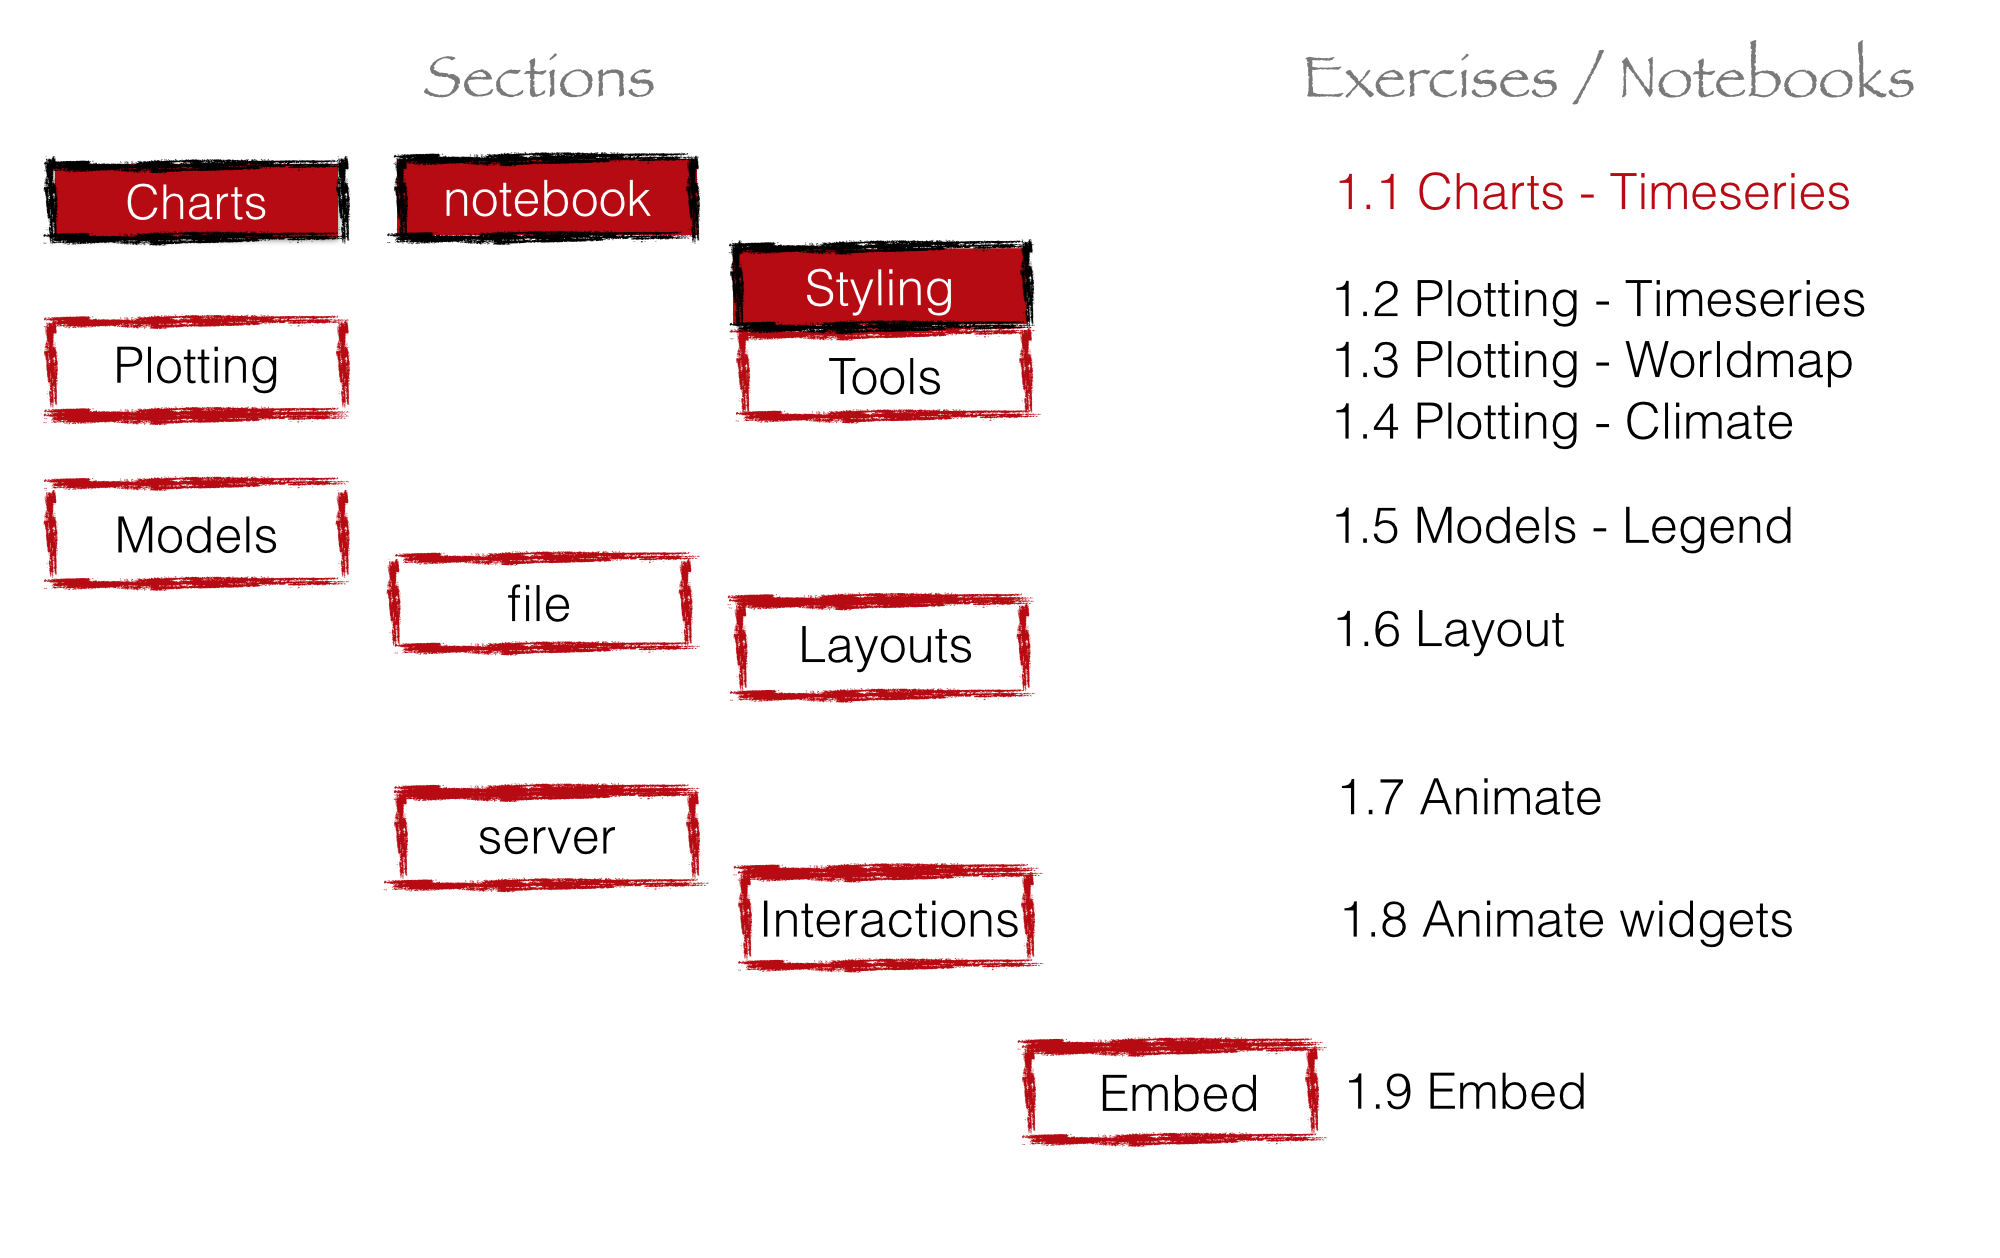 Sections
Exercises / Notebooks
Charts
notebook
1.1 Charts - Timeseries
Styling
1.2 Plotting - Timeseries
Plotting
Tools
1.3 Plotting - Worldmap
1.4 Plotting - Climate
Models
1.5 Models - Legend
file
Layouts
1.6 Layout
server
1.7 Animate
Interactions
1.8 Animate widgets
Embed
1.9 Embed